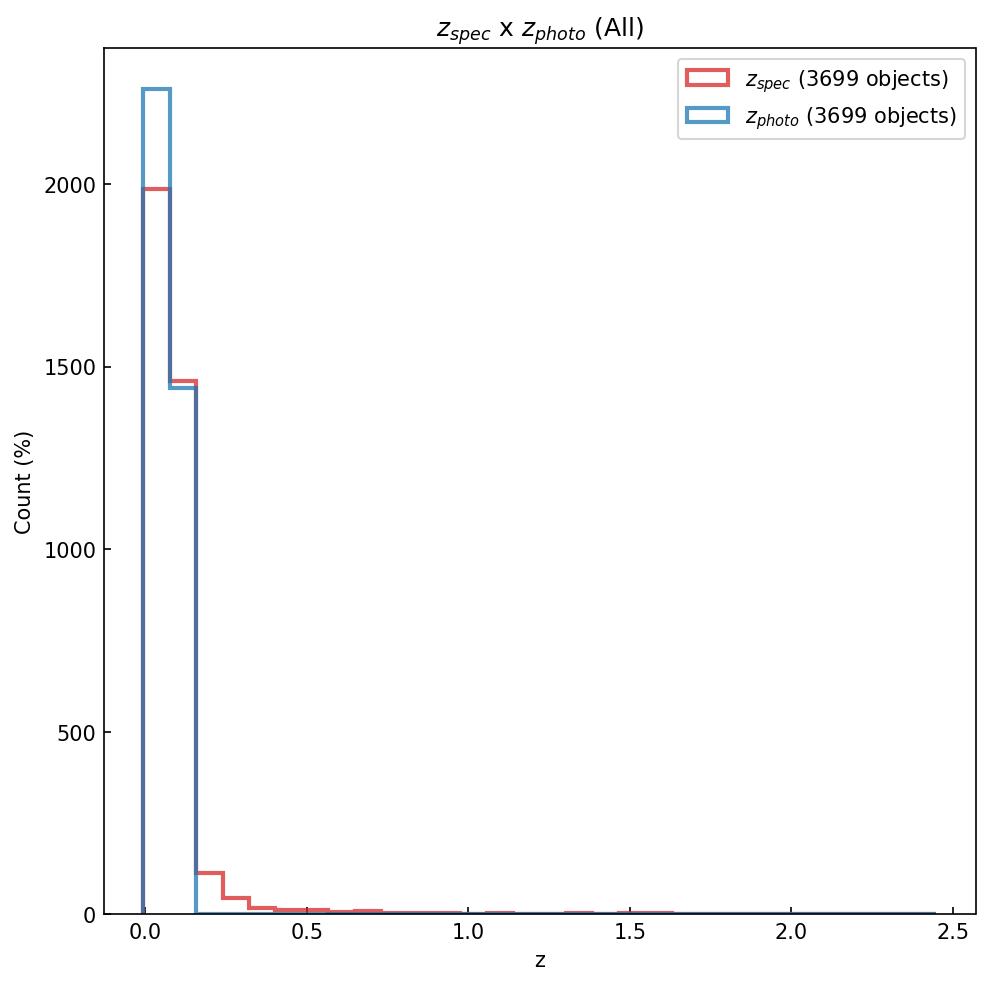 z_spec x z_photo (All)
z_spec (3699 objects)
z_photo (3699 objects)
Count (%)
2000
1500
1000
500
0
0.0 0.5 1.0 1.5 2.0 2.5
z